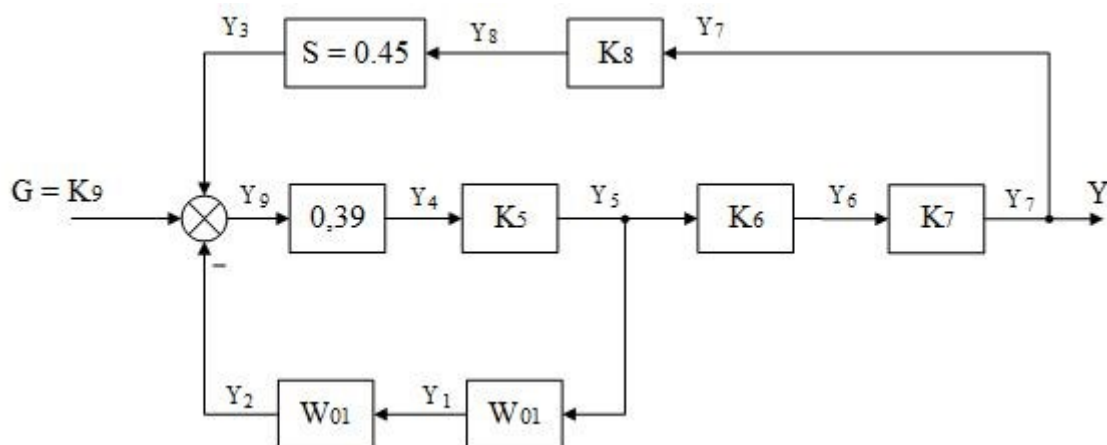 Y3
S = 0.45
Y8
K8
Y7
G = K9
Y9
0,39
Y4
K5
Y5
K6
Y6
K7
Y7
Y
–
Y2
W01
Y1
W01